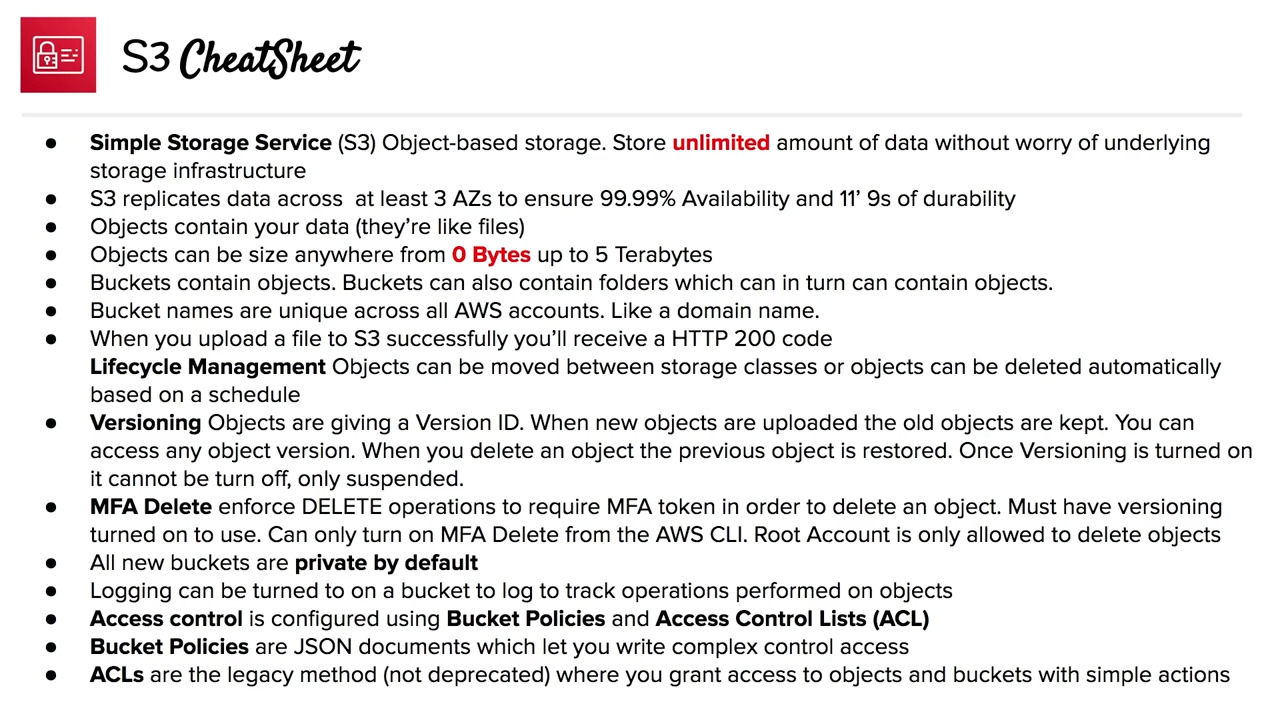 S3 CheatSheet
● Simple Storage Service (S3) Object-based storage. Store unlimited amount of data without worry of underlying
storage infrastructure
● S3 replicates data across  at least 3 AZs to ensure 99.99% Availability and 11’ 9s of durability
● Objects contain your data (they’re like files)
● Objects can be size anywhere from 0 Bytes up to 5 Terabytes
● Buckets contain objects. Buckets can also contain folders which can in turn can contain objects.
● Bucket names are unique across all AWS accounts. Like a domain name.
● When you upload a file to S3 successfully you’ll receive a HTTP 200 code
Lifecycle Management Objects can be moved between storage classes or objects can be deleted automatically
based on a schedule
● Versioning Objects are giving a Version ID. When new objects are uploaded the old objects are kept. You can
access any object version. When you delete an object the previous object is restored. Once Versioning is turned on
it cannot be turn off, only suspended.
● MFA Delete enforce DELETE operations to require MFA token in order to delete an object. Must have versioning
turned on to use. Can only turn on MFA Delete from the AWS CLI. Root Account is only allowed to delete objects
● All new buckets are private by default
● Logging can be turned to on a bucket to log to track operations performed on objects
● Access control is configured using Bucket Policies and Access Control Lists (ACL)
● Bucket Policies are JSON documents which let you write complex control access
● ACLs are the legacy method (not deprecated) where you grant access to objects and buckets with simple actions